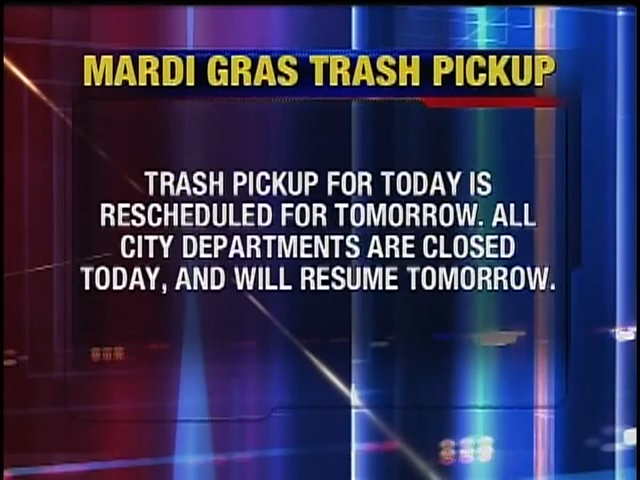 MARDI GRAS TRASH PICKUP
TRASH PICKUP FOR TODAY IS
RESCHEDULED FOR TOMORROW. ALL
CITY DEPARTMENTS ARE CLOSED
TODAY, AND WILL RESUME TOMORROW.